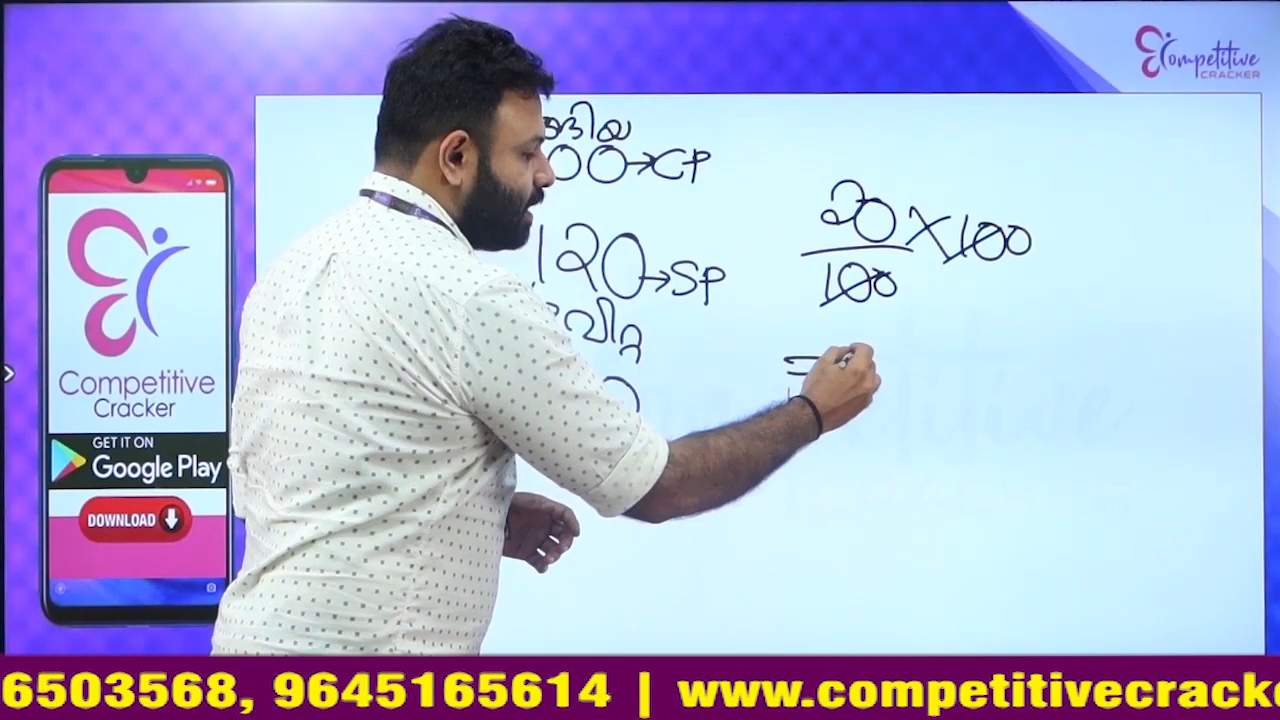 Competitive
CRACKER
ങിയ
00→CP
120→SP
വിറ്റ
20
100
×100
=
Competitive
Cracker
GET IT ON
Google Play
DOWNLOAD
6503568, 9645165614 | www.competitivecracke